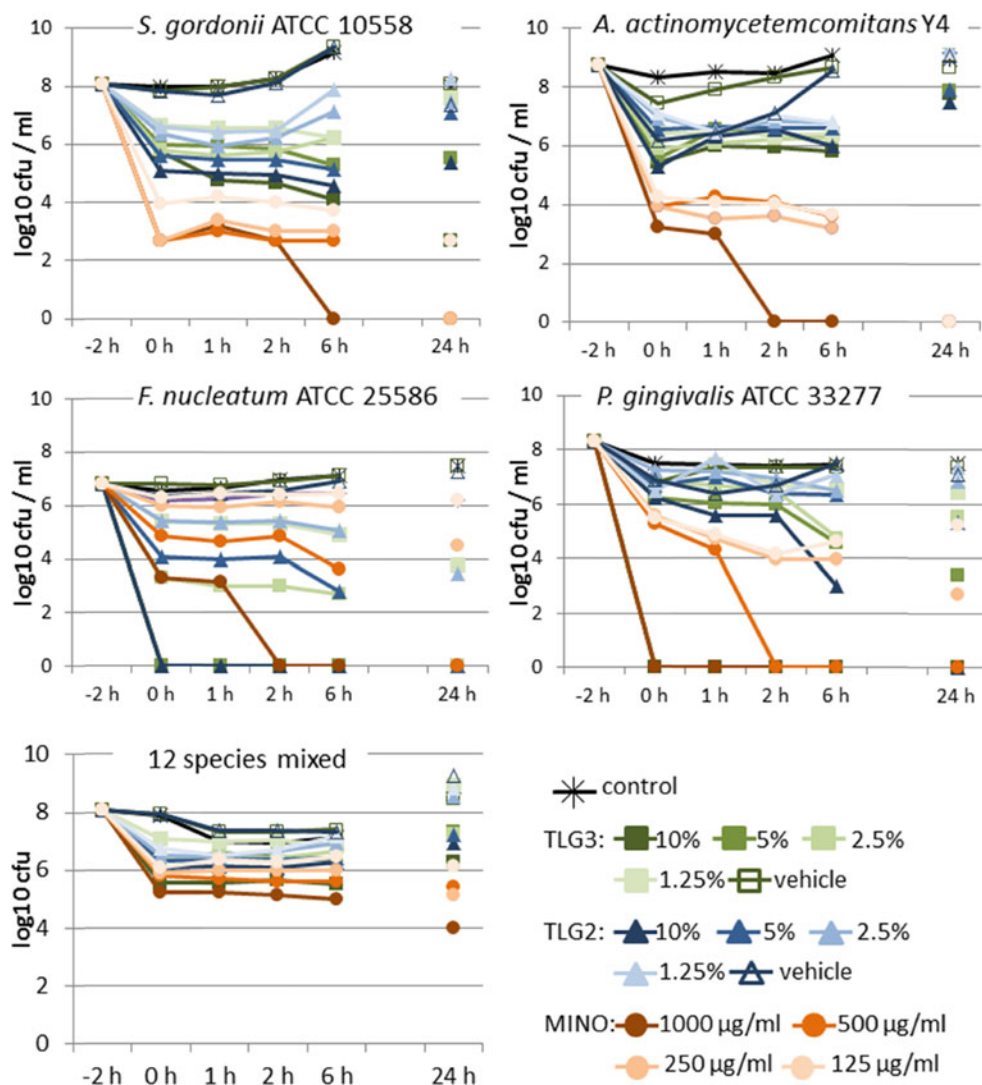 S. gordonii ATCC 10558
10
8
6
4
2
0
log10 cfu / ml
-2 h 0 h 1 h 2 h 6 h 24 h
A. actinomycetemcomitans Y4
10
8
6
4
2
0
log10 cfu / ml
-2 h 0 h 1 h 2 h 6 h 24 h
F. nucleatum ATCC 25586
10
8
6
4
2
0
log10 cfu / ml
-2 h 0 h 1 h 2 h 6 h 24 h
P. gingivalis ATCC 33277
10
8
6
4
2
0
log10 cfu / ml
-2 h 0 h 1 h 2 h 6 h 24 h
12 species mixed
10
8
6
4
2
0
log10 cfu
-2 h 0 h 1 h 2 h 6 h 24 h
control
TLG3: 10% 5% 2.5%
1.25% vehicle
TLG2: 10% 5% 2.5%
1.25% vehicle
MINO: 1000 µg/ml 500 µg/ml
250 µg/ml 125 µg/ml